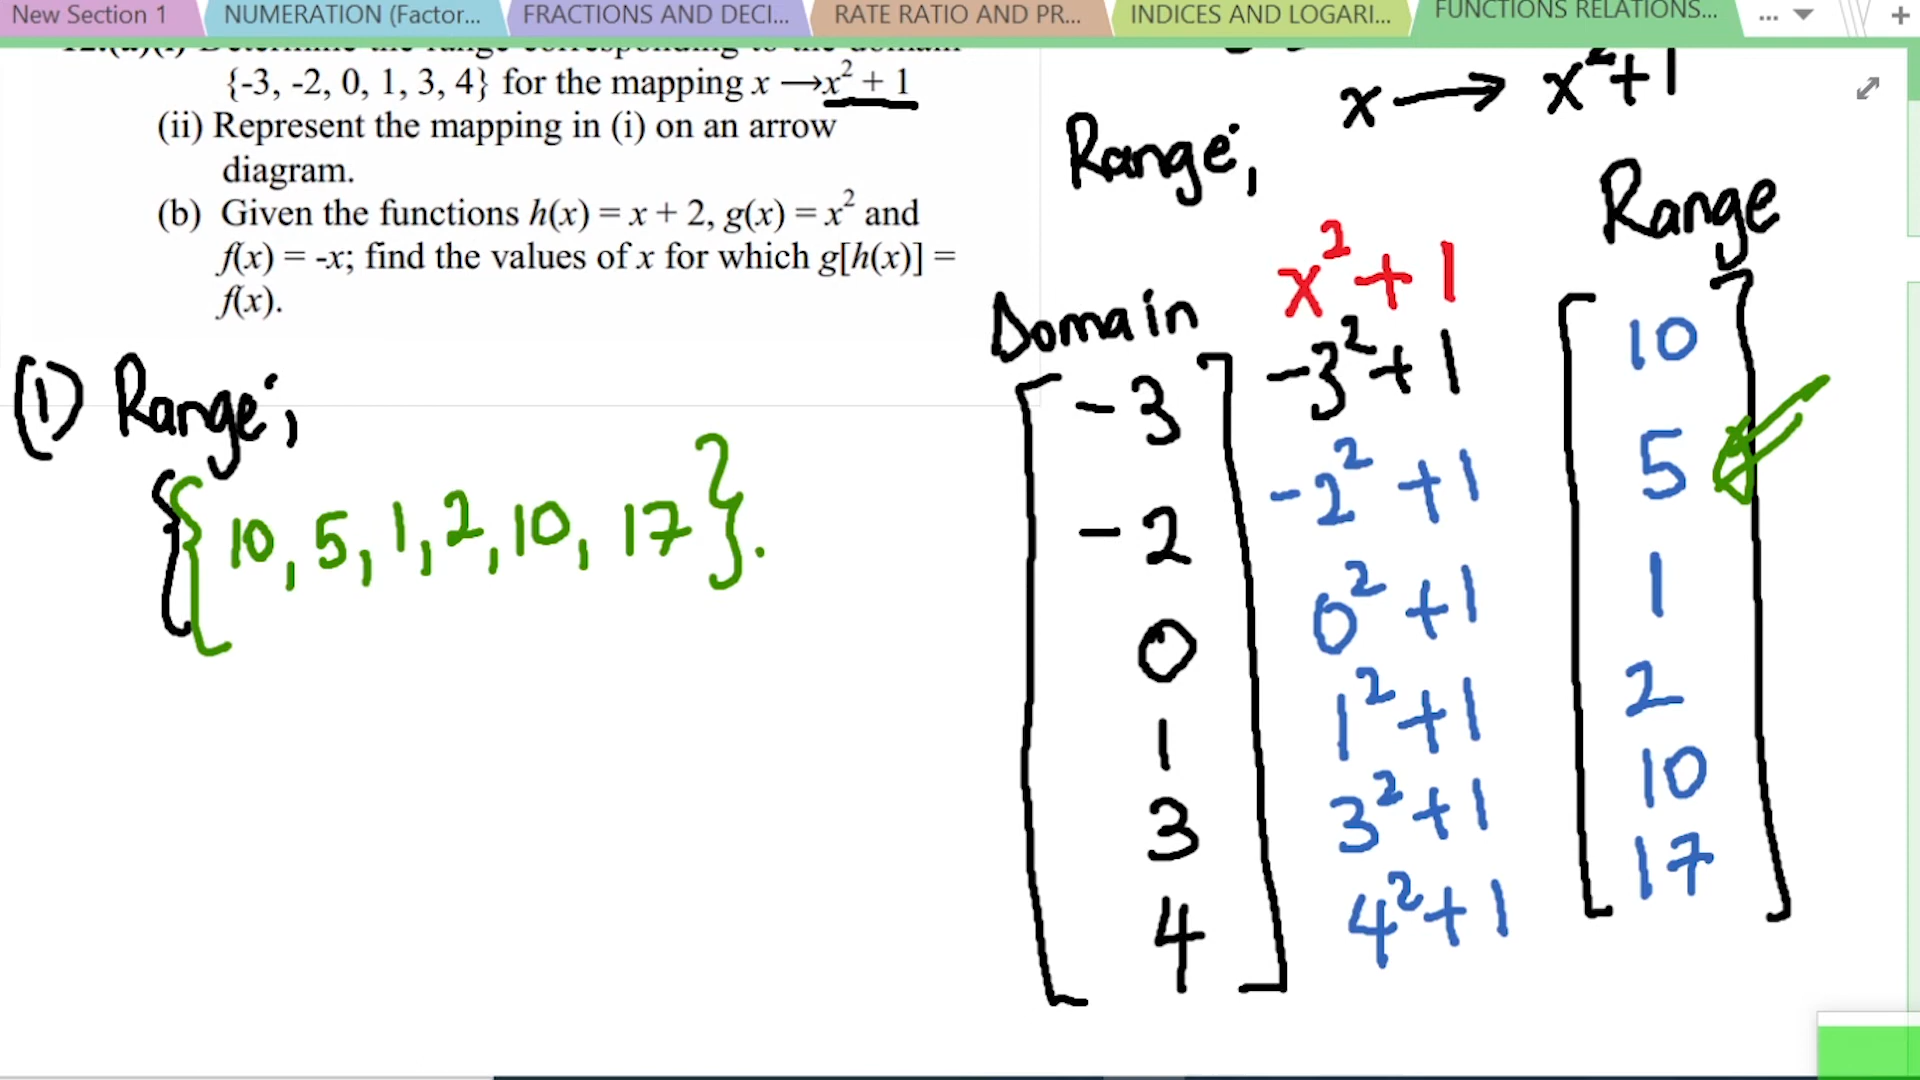 New Section 1 NUMERATION (Factor... FRACTIONS AND DECI... RATE RATIO AND PR... INDICES AND LOGARI... FUNCTIONS RELATIONS... ... +
{-3, -2, 0, 1, 3, 4} for the mapping x →x² + 1
(ii) Represent the mapping in (i) on an arrow
diagram.
(b) Given the functions h(x) = x + 2, g(x) = x² and
f(x) = -x; find the values of x for which g[h(x)] =
f(x).
(i) Range;
{{10, 5, 1, 2, 10, 17}.
x → x²+1
Range;
Domain x²+1 Range
-3 -3²+1 10
-2 -2²+1 5
0 0²+1 1
1 1²+1 2
3 3²+1 10
4 4²+1 17